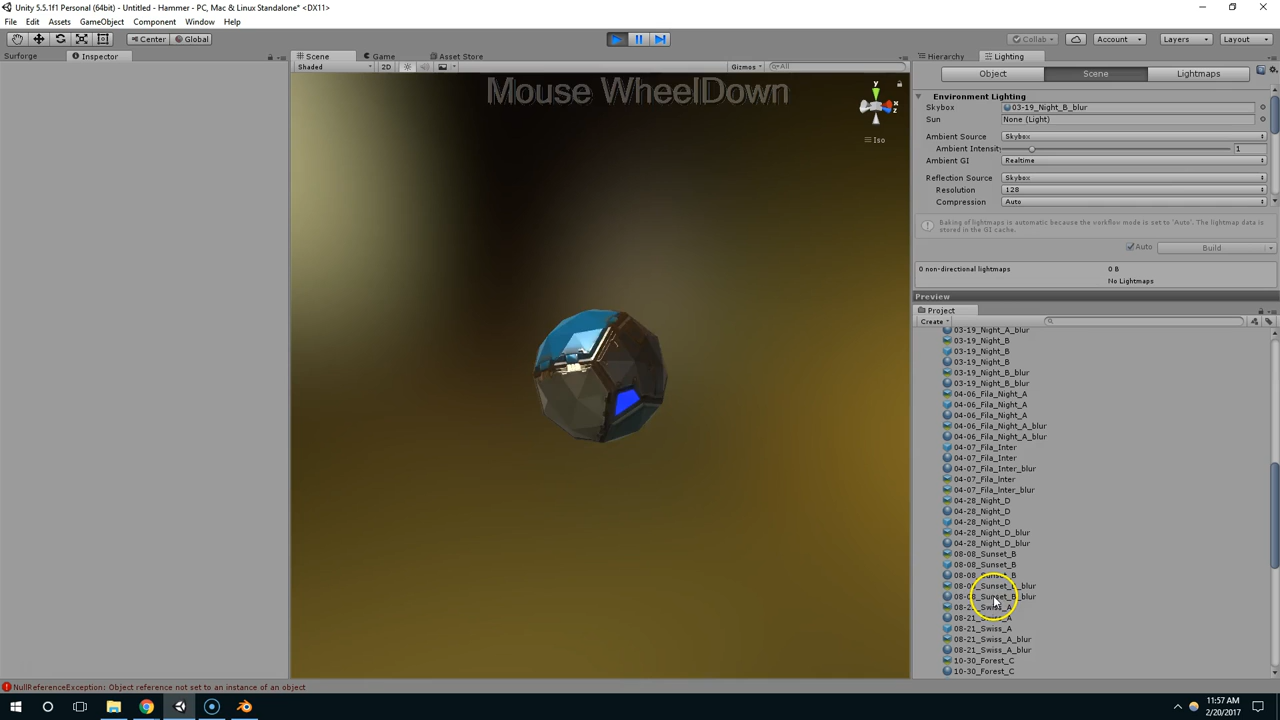 Unity 5.5.1f1 Personal (64bit) - Untitled - Hammer - PC, Mac & Linux Standalone* <DX11>
File Edit Assets GameObject Component Window Help
Center Global Collab Account Layers Layout
Surforge Inspector Scene Game Asset Store Hierarchy Lighting
Shaded 2D Gizmos All
Object Scene Lightmaps
Mouse WheelDown
y
x
z
Iso
Environment Lighting
Skybox 03-19_Night_B_blur
Sun None (Light)
Ambient Source Skybox
Ambient Intensit 1
Ambient GI Realtime
Reflection Source Skybox
Resolution 128
Compression Auto
Baking of lightmaps is automatic because the workflow mode is set to 'Auto'. The lightmap data is
stored in the GI cache.
Auto Build
0 non-directional lightmaps 0 B
No Lightmaps
Preview
Project
Create
03-19_Night_A_blur
03-19_Night_B
03-19_Night_B
03-19_Night_B
03-19_Night_B_blur
03-19_Night_B_blur
04-06_Fila_Night_A
04-06_Fila_Night_A
04-06_Fila_Night_A
04-06_Fila_Night_A_blur
04-06_Fila_Night_A_blur
04-07_Fila_Inter
04-07_Fila_Inter
04-07_Fila_Inter_blur
04-07_Fila_Inter
04-07_Fila_Inter_blur
04-28_Night_D
04-28_Night_D
04-28_Night_D
04-28_Night_D_blur
04-28_Night_D_blur
08-08_Sunset_B
08-08_Sunset_B
08-08_Sunset_B
08-08_Sunset_B_blur
08-08_Sunset_B_blur
08-21_Swiss_A
08-21_Swiss_A
08-21_Swiss_A
08-21_Swiss_A_blur
08-21_Swiss_A_blur
10-30_Forest_C
10-30_Forest_C
NullReferenceException: Object reference not set to an instance of an object
11:57 AM
2/20/2017